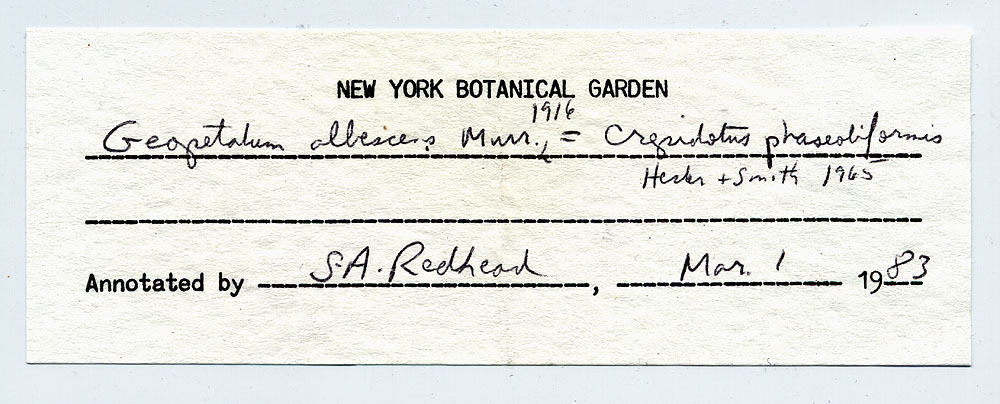 NEW YORK BOTANICAL GARDEN
1916
Geopetalum albescens Murr., = Crepidotus phaseoliformis
Hesler + Smith 1965
Annotated by S.A. Redhead, Mar. 1 1983